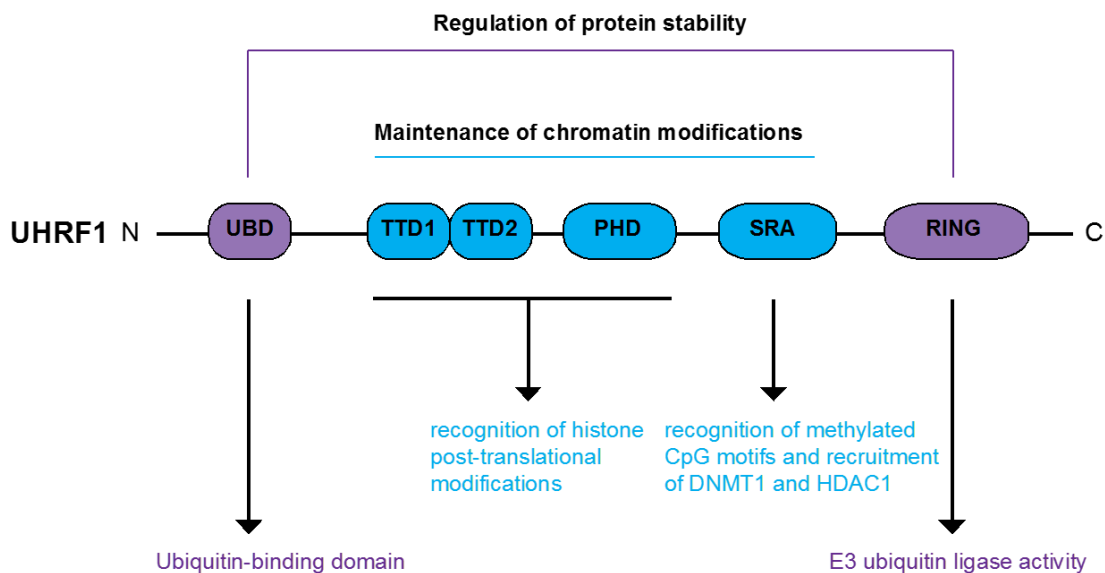 Regulation of protein stability
Maintenance of chromatin modifications
UHRF1 N UBD TTD1 TTD2 PHD SRA RING C
recognition of histone
post-translational
modifications
recognition of methylated
CpG motifs and recruitment
of DNMT1 and HDAC1
Ubiquitin-binding domain
E3 ubiquitin ligase activity